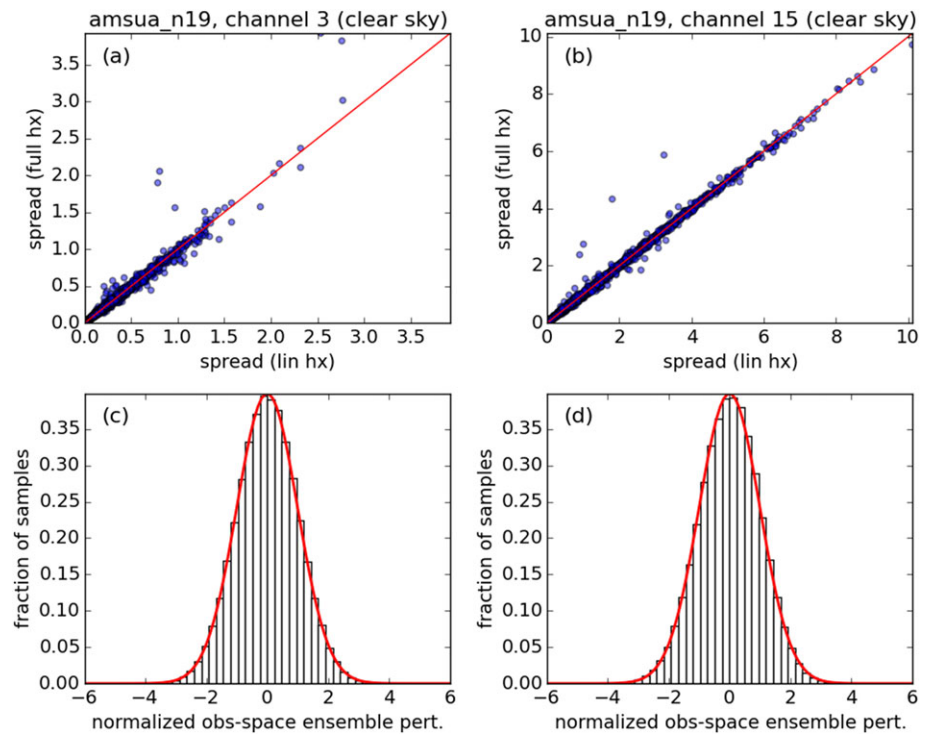 amsua_n19, channel 3 (clear sky)
(a)
3.5
3.0
2.5
2.0
1.5
1.0
0.5
0.0
spread (full hx)
0.0 0.5 1.0 1.5 2.0 2.5 3.0 3.5
spread (lin hx)
amsua_n19, channel 15 (clear sky)
(b)
10
8
6
4
2
0
spread (full hx)
0 2 4 6 8 10
spread (lin hx)
(c)
0.35
0.30
0.25
0.20
0.15
0.10
0.05
0.00
fraction of samples
−6 −4 −2 0 2 4 6
normalized obs-space ensemble pert.
(d)
0.35
0.30
0.25
0.20
0.15
0.10
0.05
0.00
fraction of samples
−6 −4 −2 0 2 4 6
normalized obs-space ensemble pert.